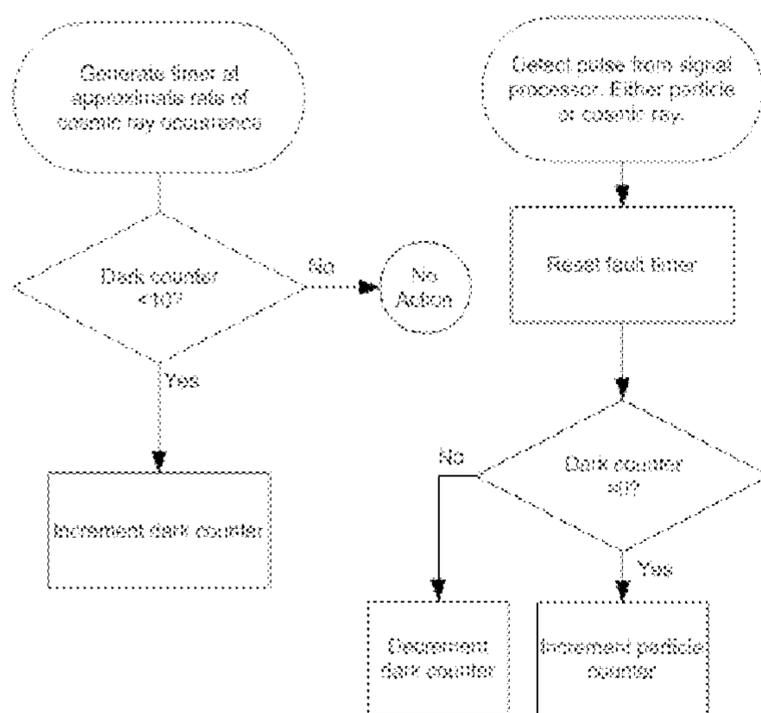 Generate timer at
approximate rate of
cosmic ray occurrence
Dark counter
<10?
No
No
Action
Yes
Increment dark counter
Detect pulse from signal
processor. Either particle
or cosmic ray.
Reset fault timer
Dark counter
>0?
No
Yes
Decrement
dark counter
Increment particle
counter